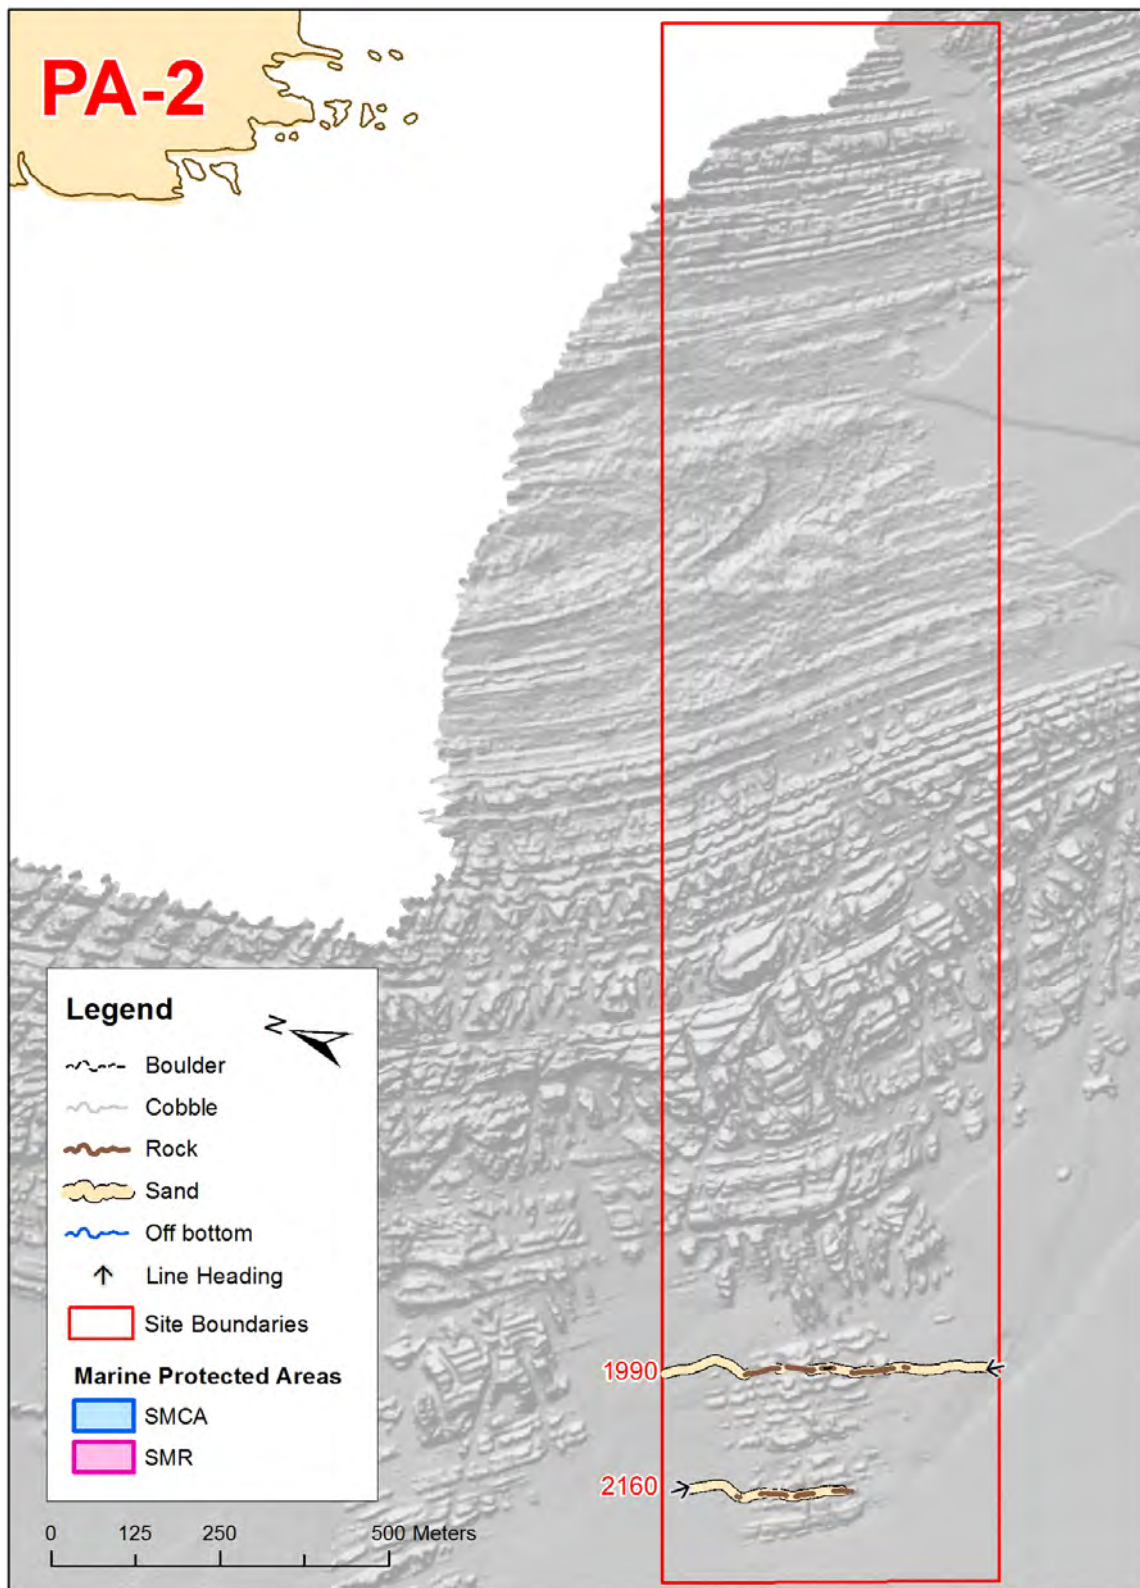 PA-2
Legend
N
Boulder
Cobble
Rock
Sand
Off bottom
Line Heading
Site Boundaries
Marine Protected Areas
SMCA
SMR
0 125 250 500 Meters
1990
2160